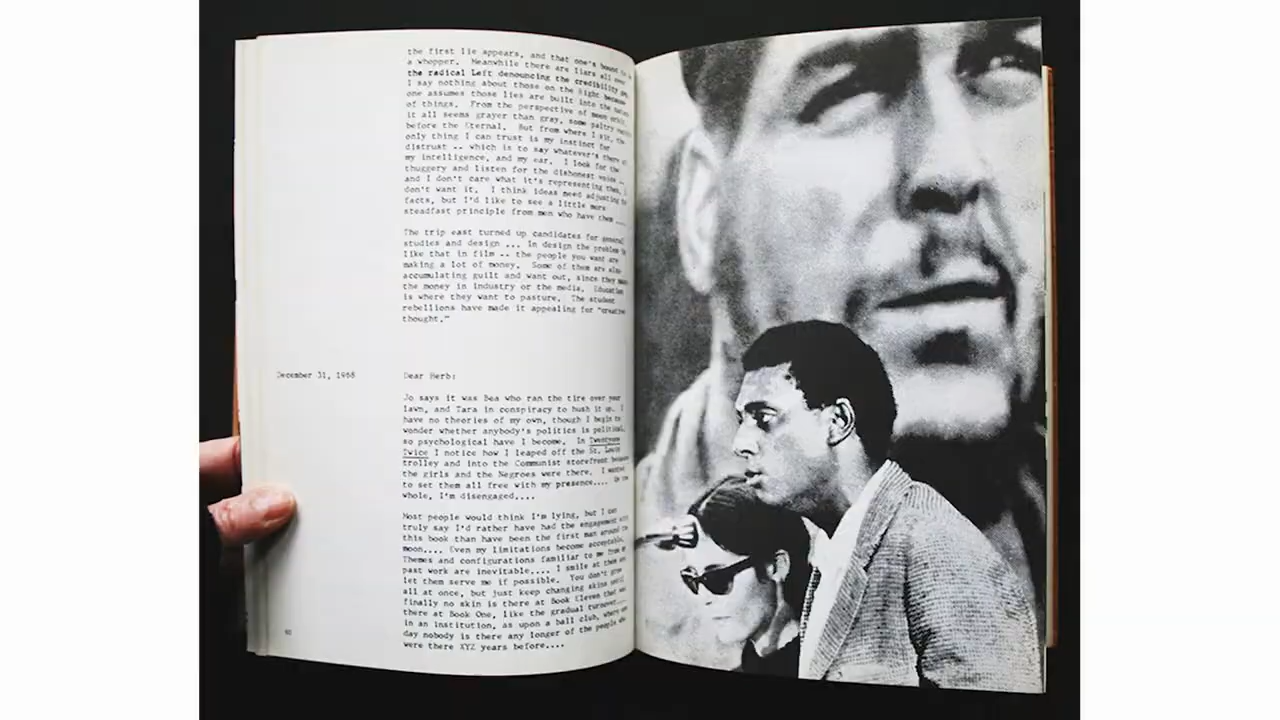 the first lie appears, and that one's bound to
a whopper. Meanwhile there are liars all over
the radical Left denouncing the credibility
I say nothing about those on the Right because
one assumes those lies are built into the
of things. From the perspective of moon
it all seems grayer than gray, some paltry
before the Eternal. But from where I sit, the
only thing I can trust is my instinct for
distrust -- which is to say whatever's there of
my intelligence, and my ear. I look for the
thuggery and listen for the dishonest voice
and I don't care what it's representing then, I
don't want it. I think ideas need adjusting to
facts, but I'd like to see a little more
steadfast principle from men who have them
The trip east turned up candidates for general
studies and design ... In design the problem is
like that in film -- the people you want are
making a lot of money. Some of them are also
accumulating guilt and want out, since they made
the money in industry or the media. Education
is where they want to pasture. The student
rebellions have made it appealing for "creative
thought."
December 31, 1968
Dear Herb:
Jo says it was Bea who ran the tire over your
lawn, and Tara in conspiracy to hush it up. I
have no theories of my own, though I begin to
wonder whether anybody's politics is political,
so psychological have I become. In Twentyone
Twice I notice how I leaped off the St. Louis
trolley and into the Communist storefront because
the girls and the Negroes were there. I wanted
to set them all free with my presence.... On the
whole, I'm disengaged....
Most people would think I'm lying, but I can
truly say I'd rather have had the engagement with
this book than have been the first man around the
moon.... Even my limitations become acceptable.
Themes and configurations familiar to me from my
past work are inevitable.... I smile at them and
let them serve me if possible. You don't grow
all at once, but just keep changing skins until
finally no skin is there at Book Eleven that was
there at Book One, like the gradual turnover
in an institution, as upon a ball club, where one
day nobody is there any longer of the people who
were there XYZ years before....